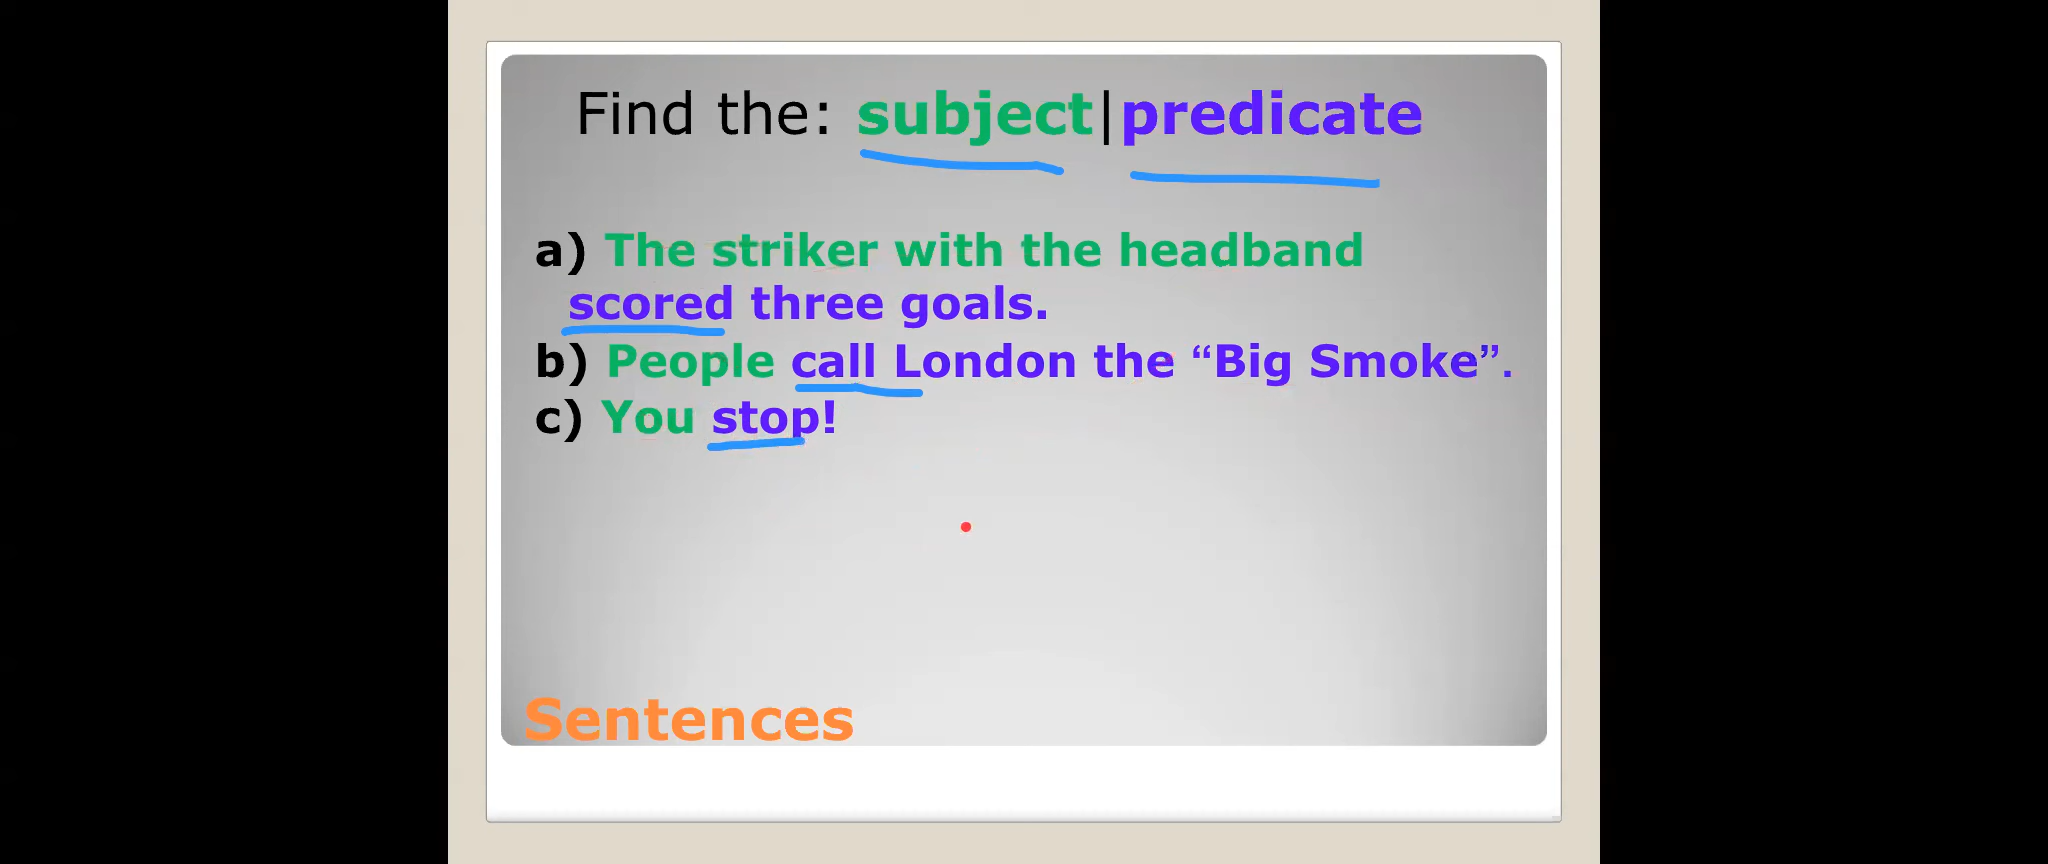 Find the: subject|predicate
a) The striker with the headband
scored three goals.
b) People call London the “Big Smoke”.
c) You stop!
Sentences